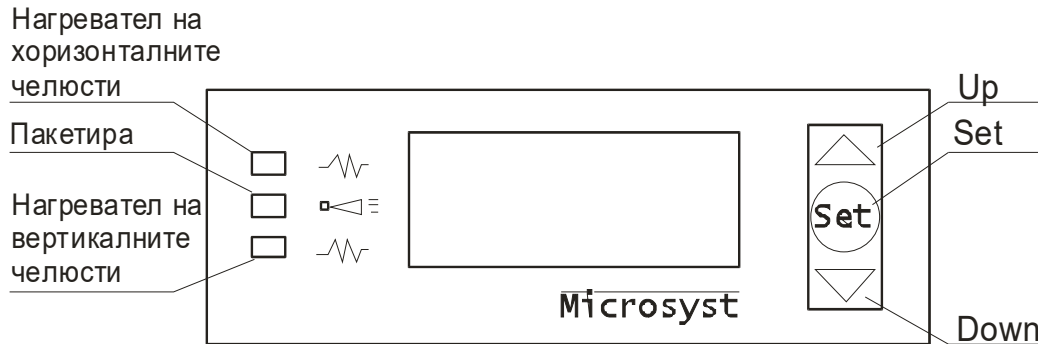 Нагревател на
хоризонталните
челюсти
Пакетира
Нагревател на
вертикалните
челюсти
Up
Set
Set
Down
Microsyst